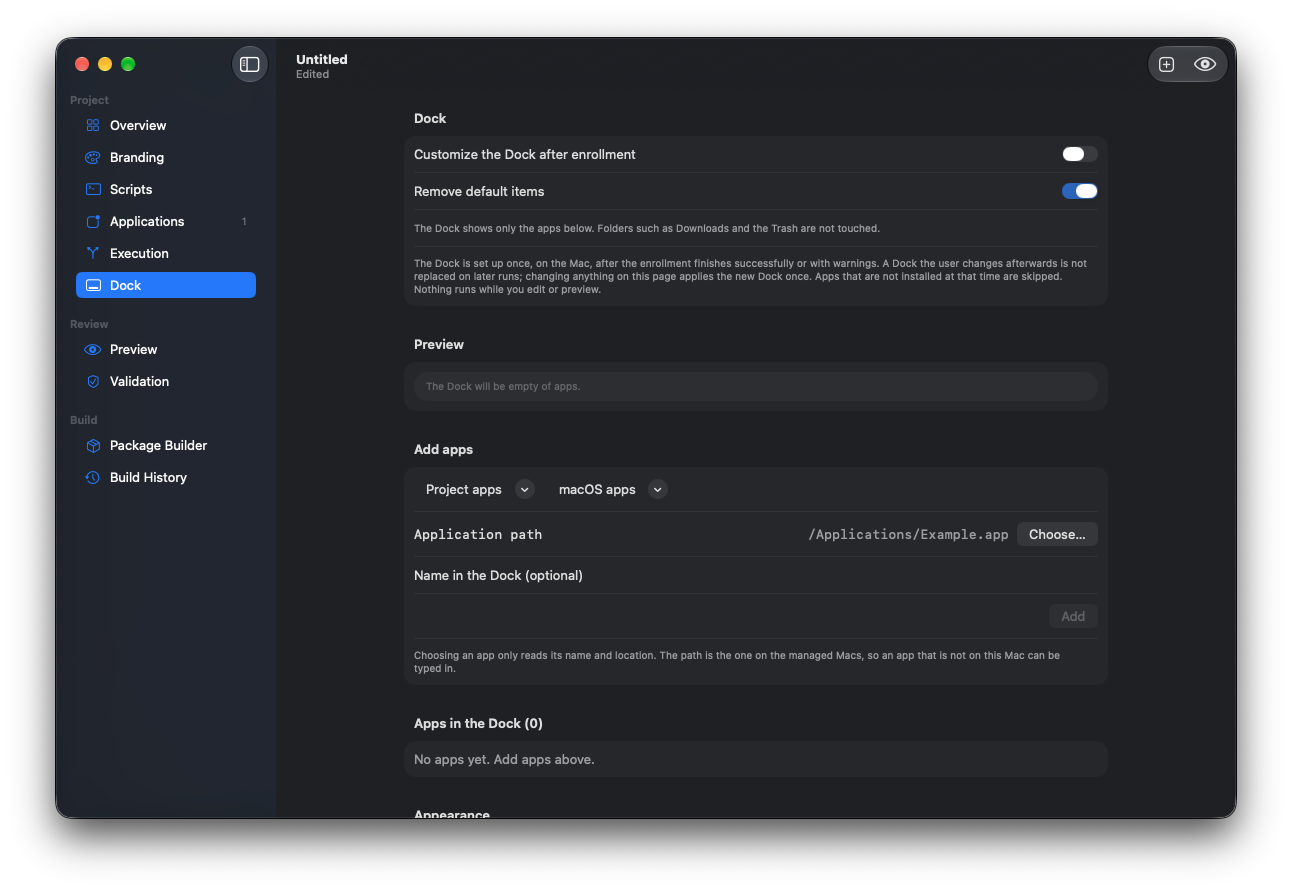 Untitled
Edited
Project
Overview
Branding
Scripts
Applications 1
Execution
Dock
Review
Preview
Validation
Build
Package Builder
Build History
Dock
Customize the Dock after enrollment
Remove default items
The Dock shows only the apps below. Folders such as Downloads and the Trash are not touched.
The Dock is set up once, on the Mac, after the enrollment finishes successfully or with warnings. A Dock the user changes afterwards is not
replaced on later runs; changing anything on this page applies the new Dock once. Apps that are not installed at that time are skipped.
Nothing runs while you edit or preview.
Preview
The Dock will be empty of apps.
Add apps
Project apps macOS apps
Application path /Applications/Example.app Choose...
Name in the Dock (optional)
Add
Choosing an app only reads its name and location. The path is the one on the managed Macs, so an app that is not on this Mac can be
typed in.
Apps in the Dock (0)
No apps yet. Add apps above.
Appearance